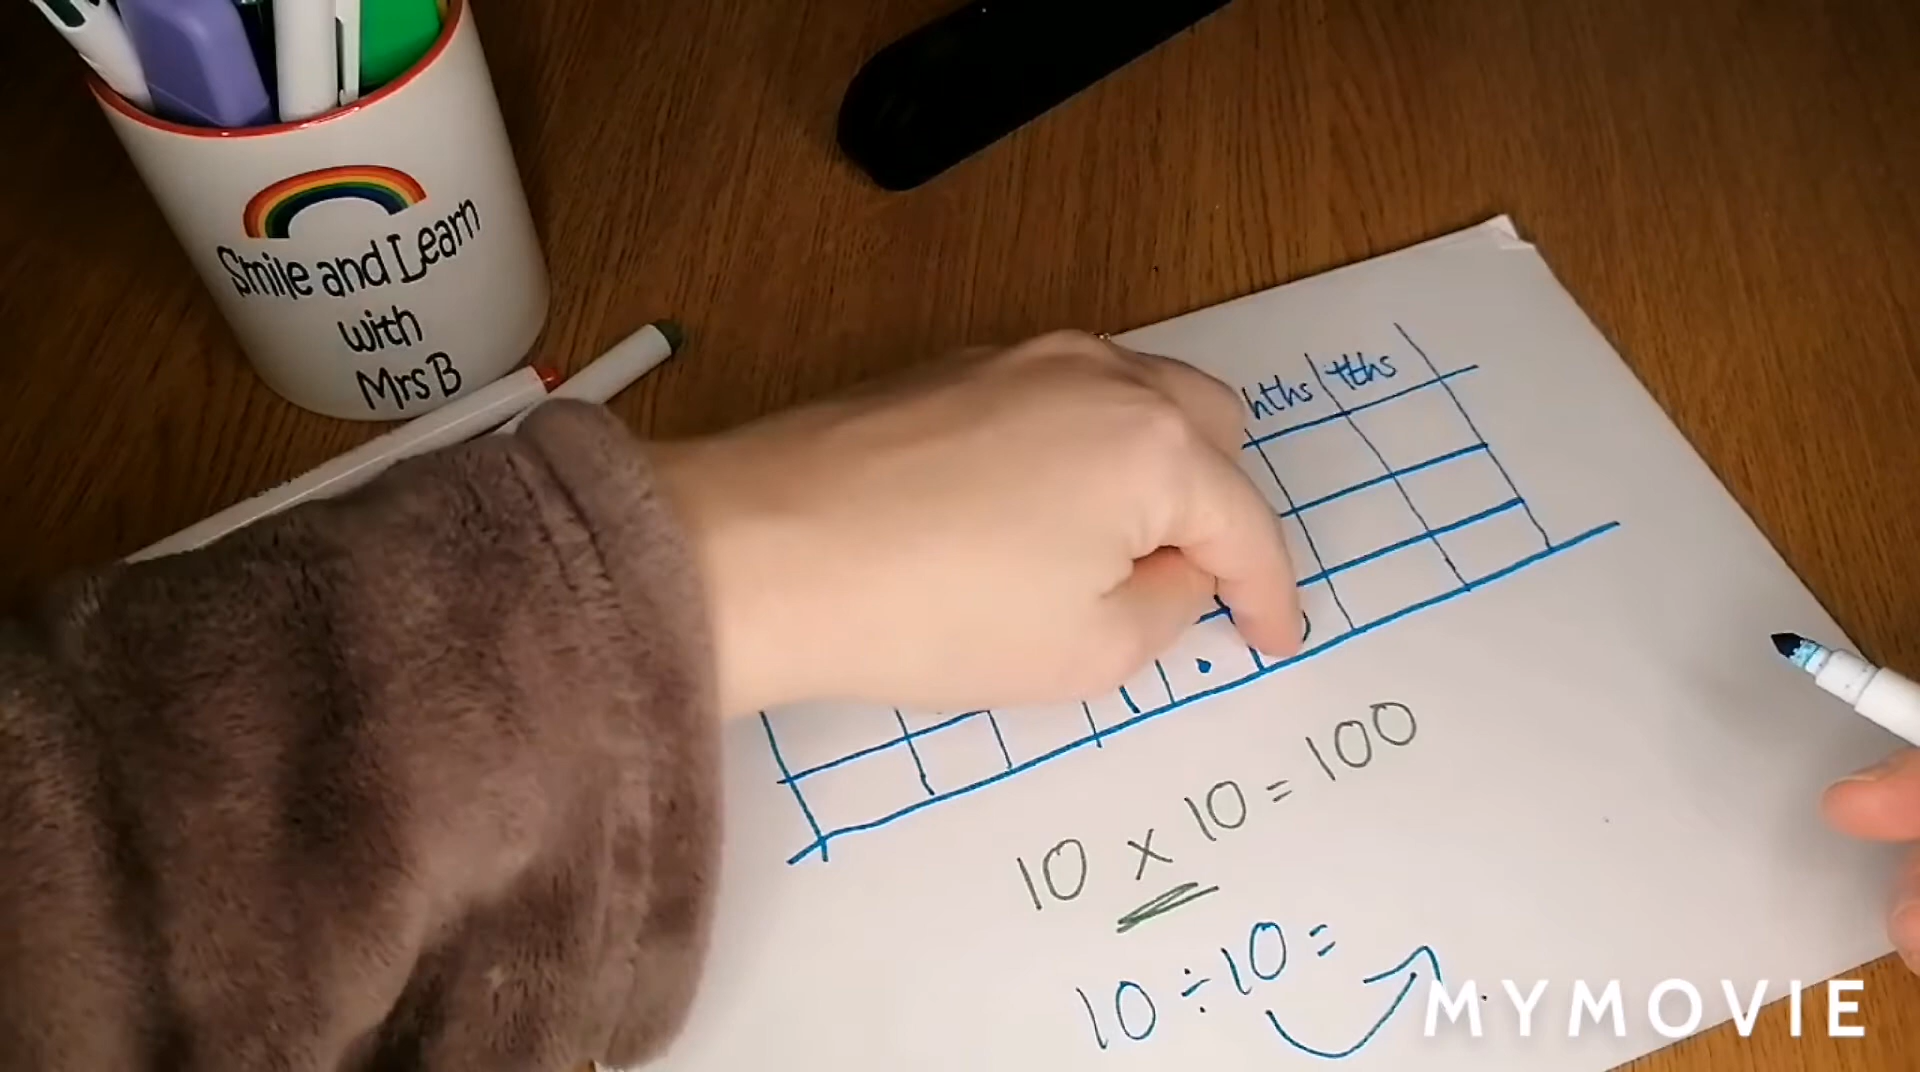 Smile and Learn
with
Mrs B
hths tths
10 x 10 = 100
10 ÷ 10 =
MYMOVIE